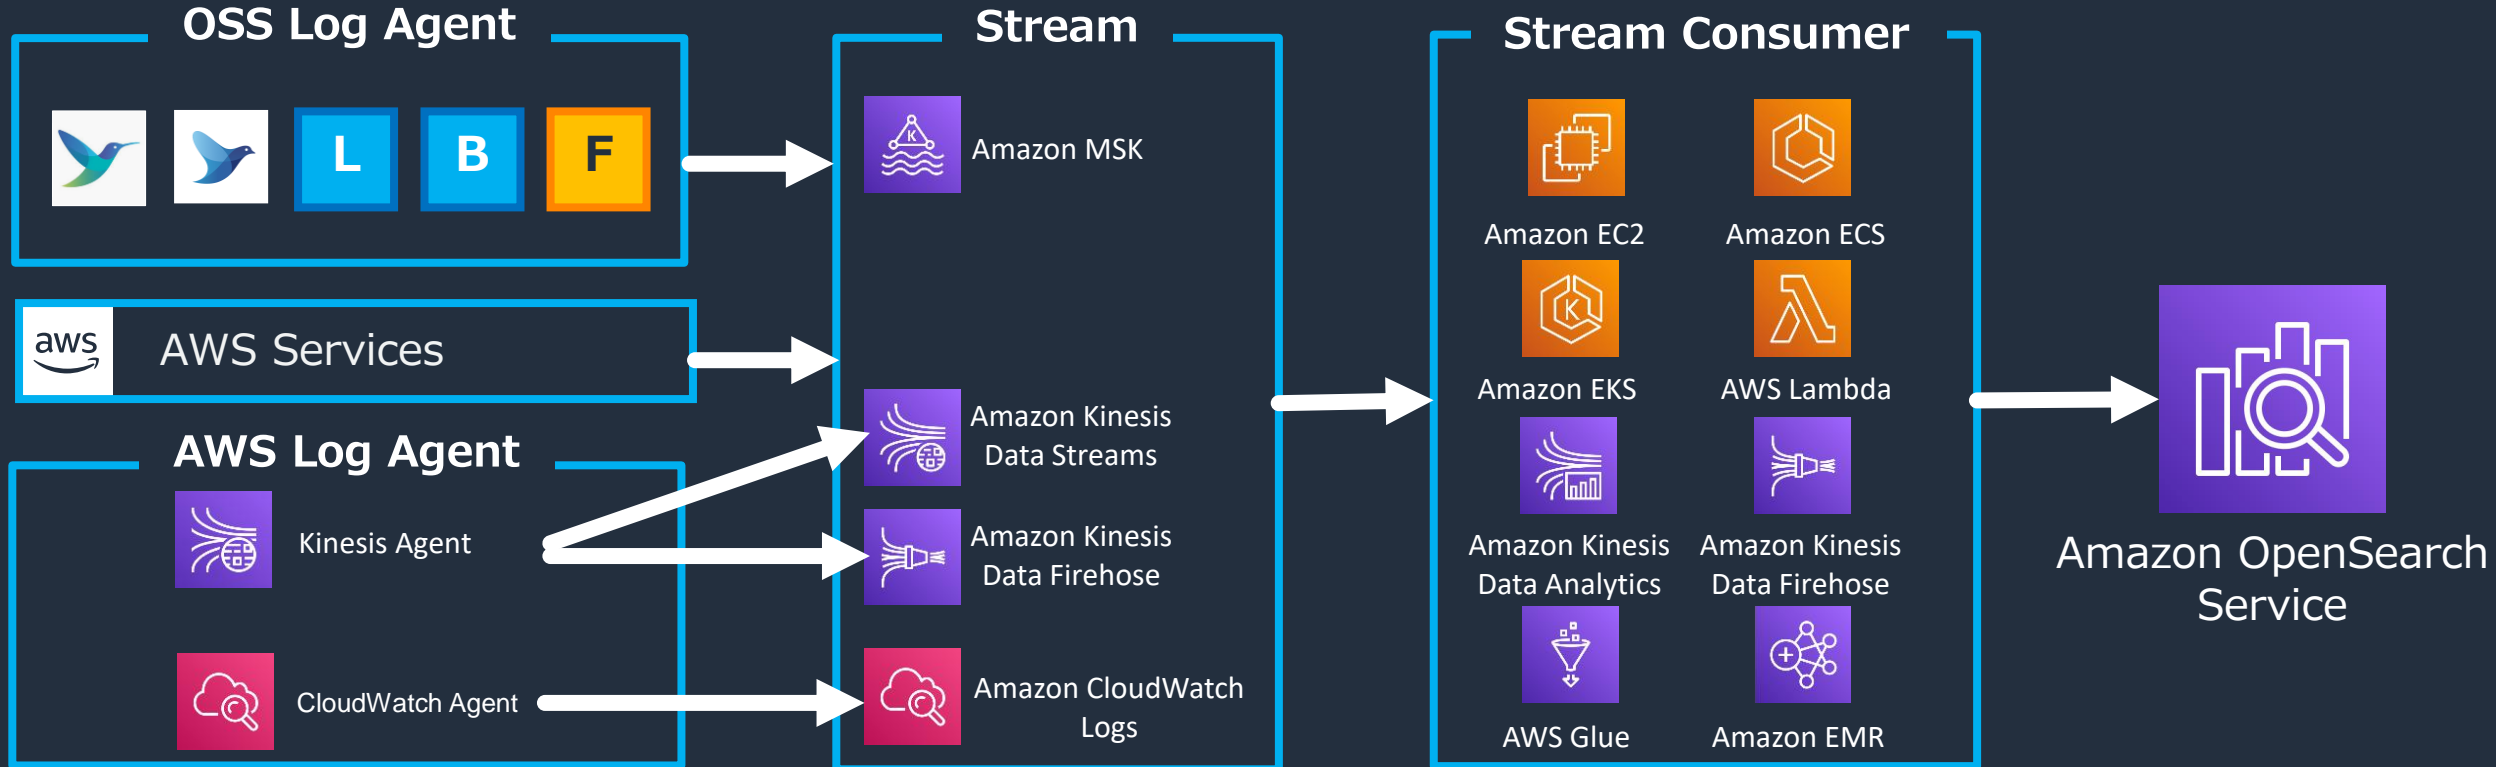 OSS Log Agent
L
B
F
aws
AWS Services
AWS Log Agent
Kinesis Agent
CloudWatch Agent
Stream
K
Amazon MSK
Amazon Kinesis
Data Streams
Amazon Kinesis
Data Firehose
Amazon CloudWatch
Logs
Stream Consumer
Amazon EC2
Amazon ECS
K
Amazon EKS
AWS Lambda
Amazon Kinesis
Data Analytics
Amazon Kinesis
Data Firehose
AWS Glue
Amazon EMR
Amazon OpenSearch
Service